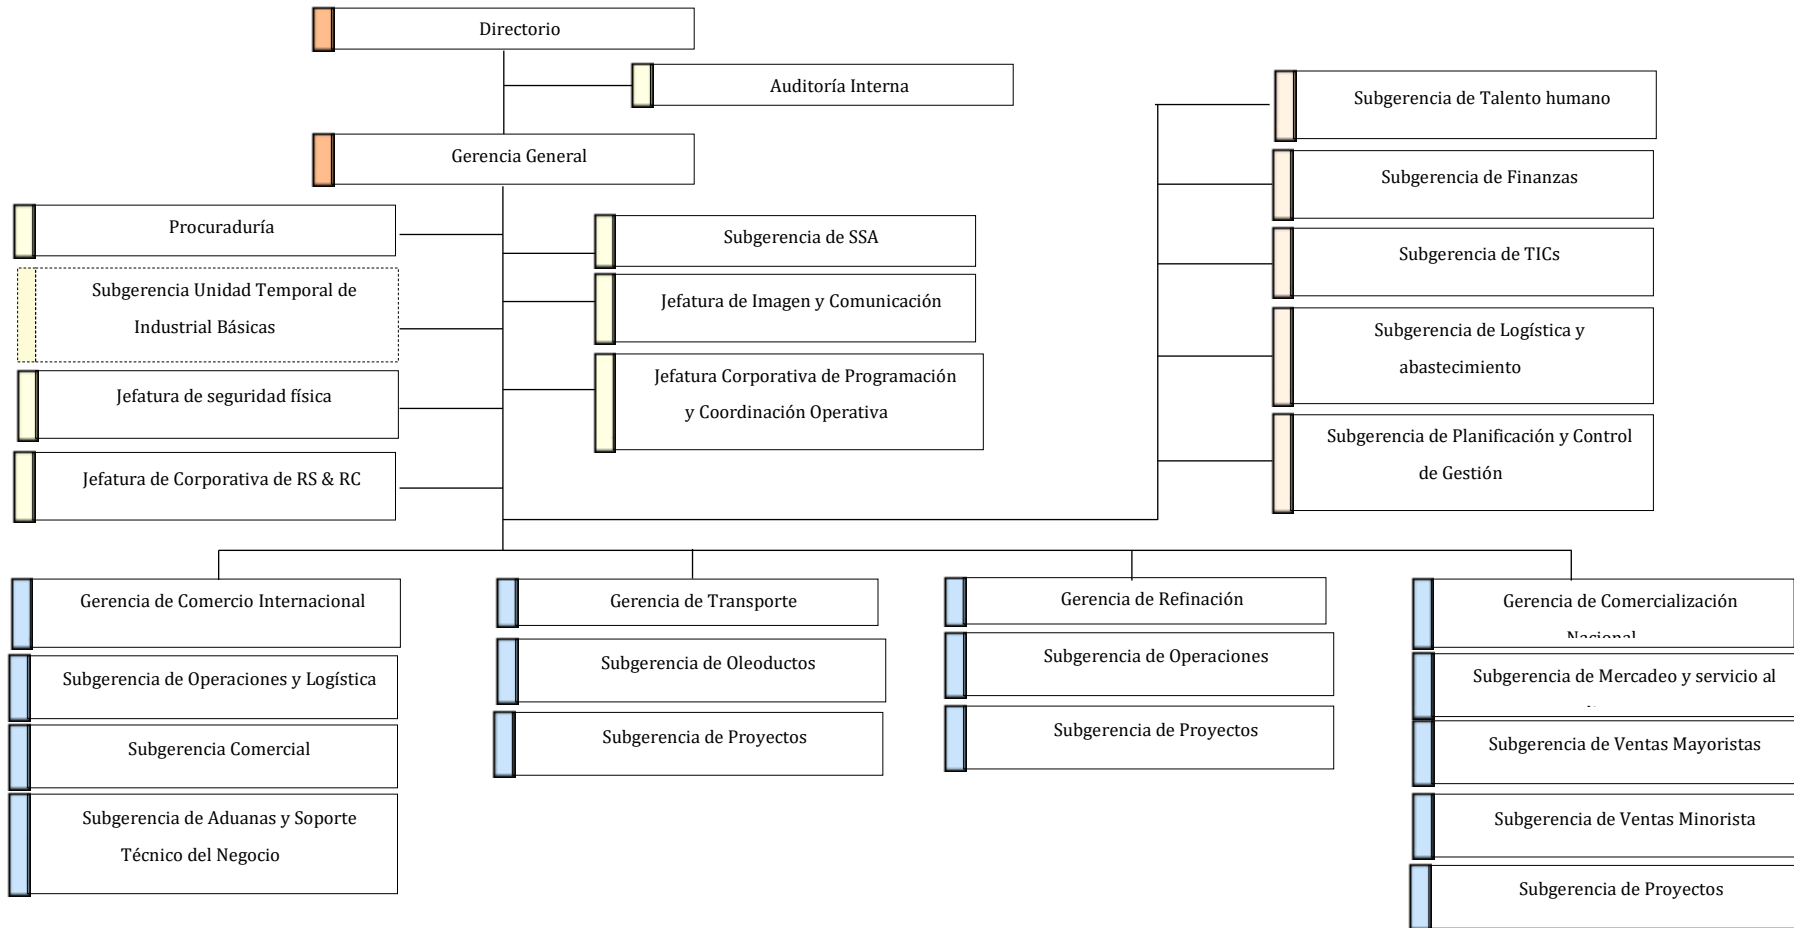 Directorio
Auditoría Interna
Gerencia General
Procuraduría
Subgerencia Unidad Temporal de
Industrial Básicas
Jefatura de seguridad física
Jefatura de Corporativa de RS & RC
Subgerencia de SSA
Jefatura de Imagen y Comunicación
Jefatura Corporativa de Programación
y Coordinación Operativa
Subgerencia de Talento humano
Subgerencia de Finanzas
Subgerencia de TICs
Subgerencia de Logística y
abastecimiento
Subgerencia de Planificación y Control
de Gestión
Gerencia de Comercio Internacional
Subgerencia de Operaciones y Logística
Subgerencia Comercial
Subgerencia de Aduanas y Soporte
Técnico del Negocio
Gerencia de Transporte
Subgerencia de Oleoductos
Subgerencia de Proyectos
Gerencia de Refinación
Subgerencia de Operaciones
Subgerencia de Proyectos
Gerencia de Comercialización
Nacional
Subgerencia de Mercadeo y servicio al
Subgerencia de Ventas Mayoristas
Subgerencia de Ventas Minorista
Subgerencia de Proyectos